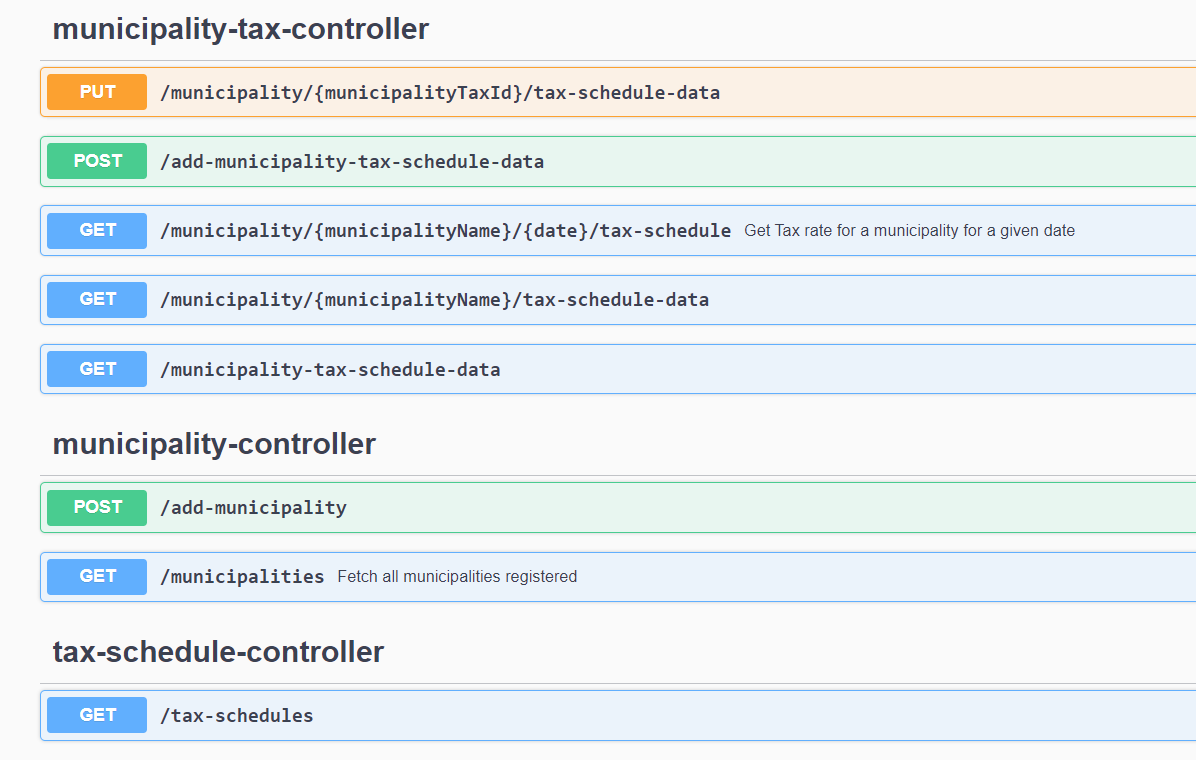 municipality-tax-controller
PUT /municipality/{municipalityTaxId}/tax-schedule-data
POST /add-municipality-tax-schedule-data
GET /municipality/{municipalityName}/{date}/tax-schedule Get Tax rate for a municipality for a given date
GET /municipality/{municipalityName}/tax-schedule-data
GET /municipality-tax-schedule-data
municipality-controller
POST /add-municipality
GET /municipalities Fetch all municipalities registered
tax-schedule-controller
GET /tax-schedules